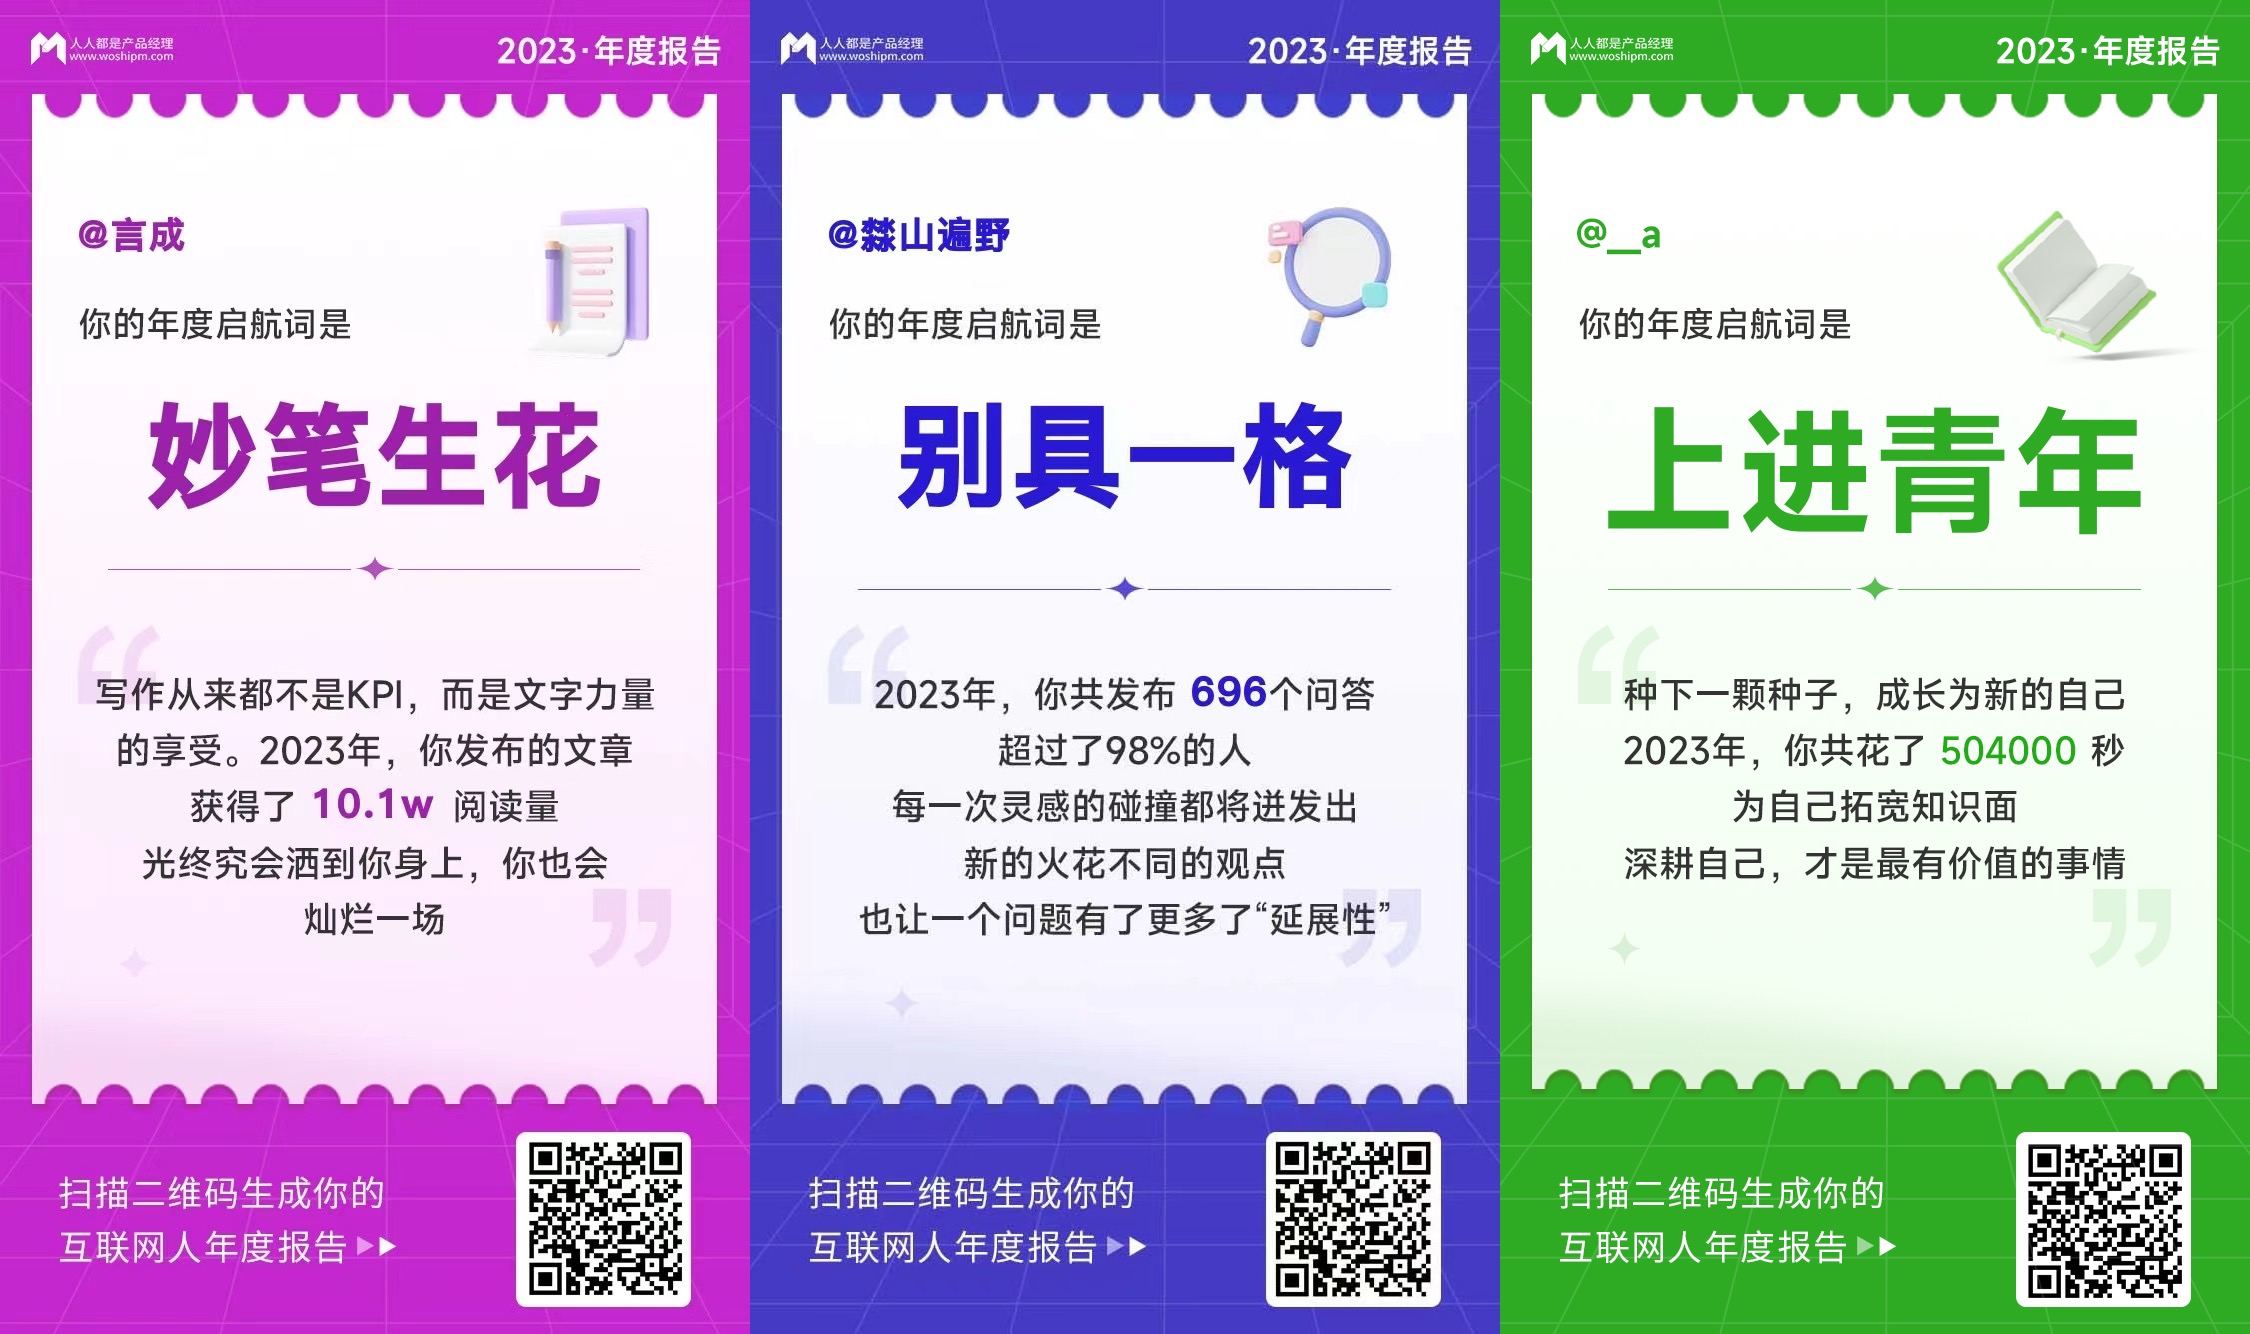 人人都是产品经理
www.woshipm.com
2023·年度报告
@言成
你的年度启航词是
妙笔生花
写作从来都不是KPI，而是文字力量
的享受。2023年，你发布的文章
获得了 10.1w 阅读量
光终究会洒到你身上，你也会
灿烂一场
扫描二维码生成你的
互联网人年度报告
人人都是产品经理
www.woshipm.com
2023·年度报告
山遍野
你的年度启航词是
别具一格
2023年，你共发布 696个问答
超过了98%的人
每一次灵感的碰撞都将迸发出
新的火花不同的观点
也让一个问题有了更多了“延展性”
扫描二维码生成你的
互联网人年度报告
人人都是产品经理
www.woshipm.com
2023·年度报告
@__a
你的年度启航词是
上进青年
种下一颗种子，成长为新的自己
2023年，你共花了 504000 秒
为自己拓宽知识面
深耕自己，才是最有价值的事情
扫描二维码生成你的
互联网人年度报告